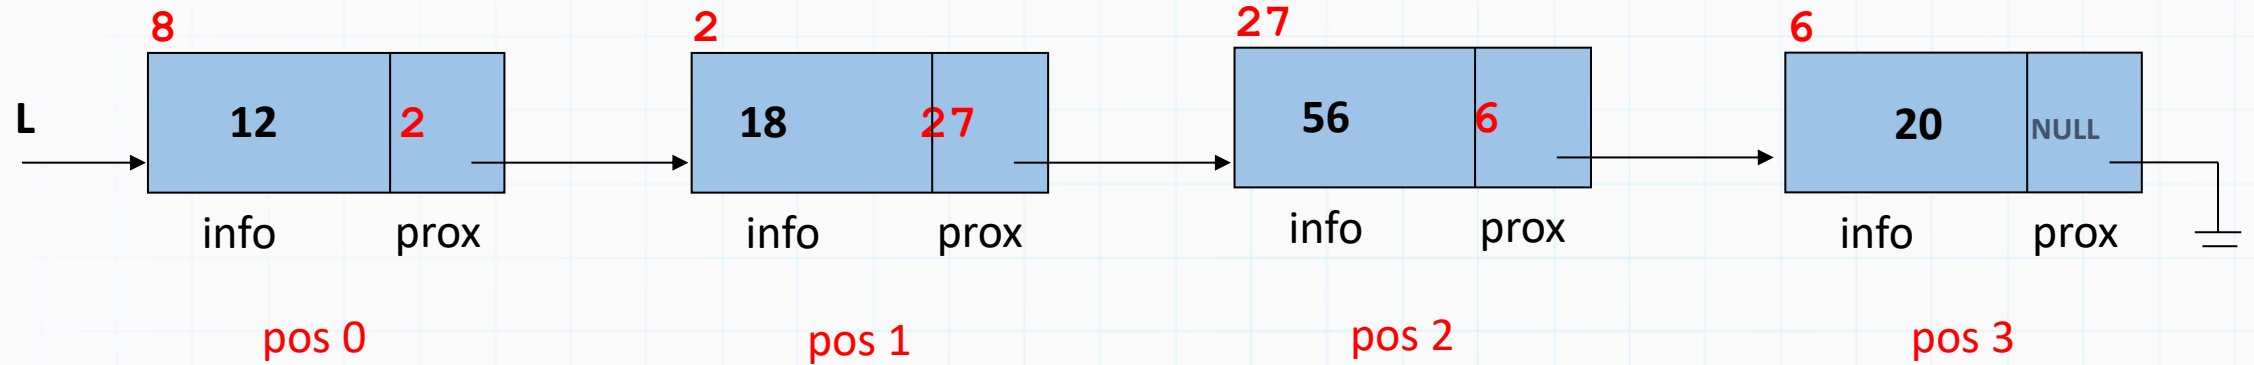 8 2 27 6
L 12 2 18 27 56 6 20 NULL
info prox info prox info prox info prox
pos 0 pos 1 pos 2 pos 3